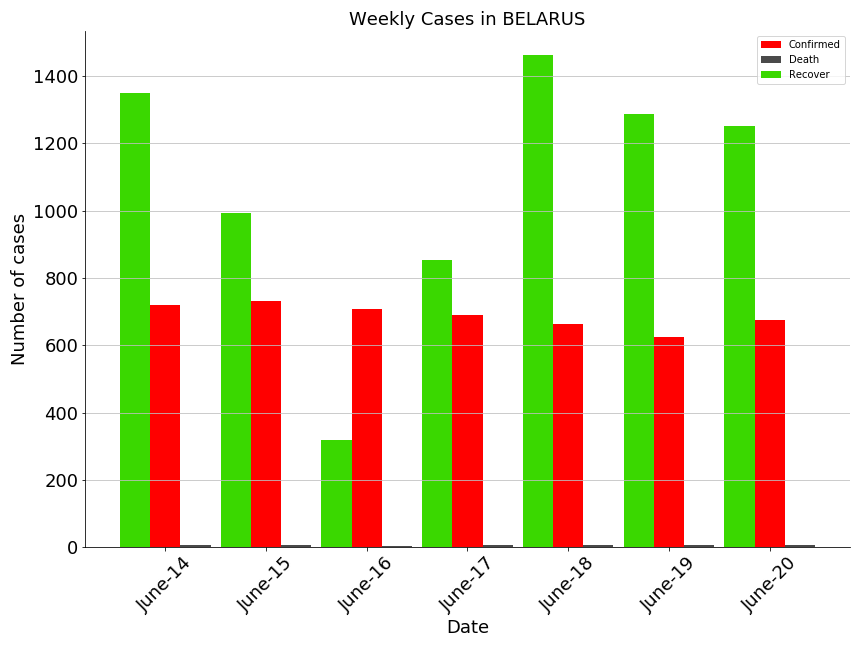 Weekly Cases in BELARUS
Confirmed
Death
Recover
Number of cases
1400
1200
1000
800
600
400
200
0
June-14
June-15
June-16
June-17
June-18
June-19
June-20
Date